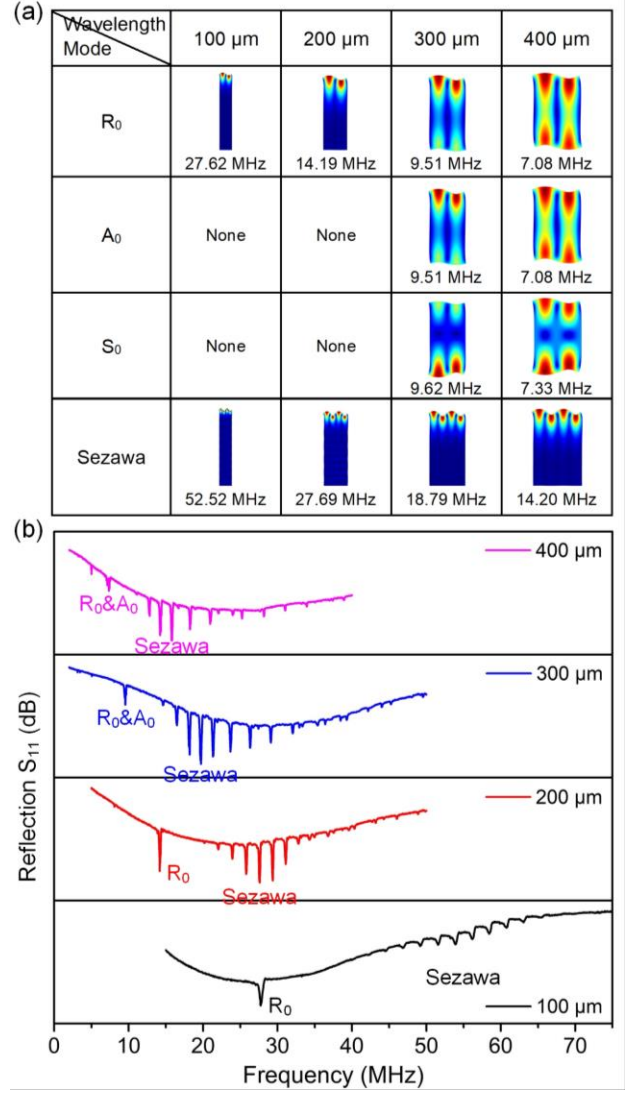 (a)
Wavelength
Mode
100 μm
200 μm
300 μm
400 μm
R₀
27.62 MHz
14.19 MHz
9.51 MHz
7.08 MHz
A₀
None
None
9.51 MHz
7.08 MHz
S₀
None
None
9.62 MHz
7.33 MHz
Sezawa
52.52 MHz
27.69 MHz
18.79 MHz
14.20 MHz
(b)
400 μm
R₀&A₀
Sezawa
300 μm
R₀&A₀
Sezawa
200 μm
R₀
Sezawa
Sezawa
R₀
100 μm
Reflection S₁₁ (dB)
0 10 20 30 40 50 60 70
Frequency (MHz)